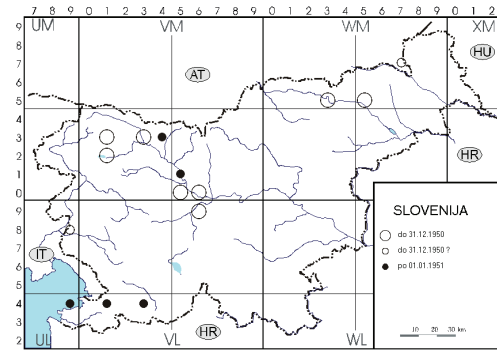 9 0 1 2 3 4 5 6 7 8 9 0 1 2 3 4 5 6 7 8 9 0 1 2
9 UM VM WM XM
8 HU
7 AT
6
5
4
3
2 HR
1
0
9 SLOVENIJA
8 do 31.12.1950
7 IT do 31.12.1950 ?
6 po 01.01.1951
5
4
3 10 20 30 km
2 UL VL HR WL